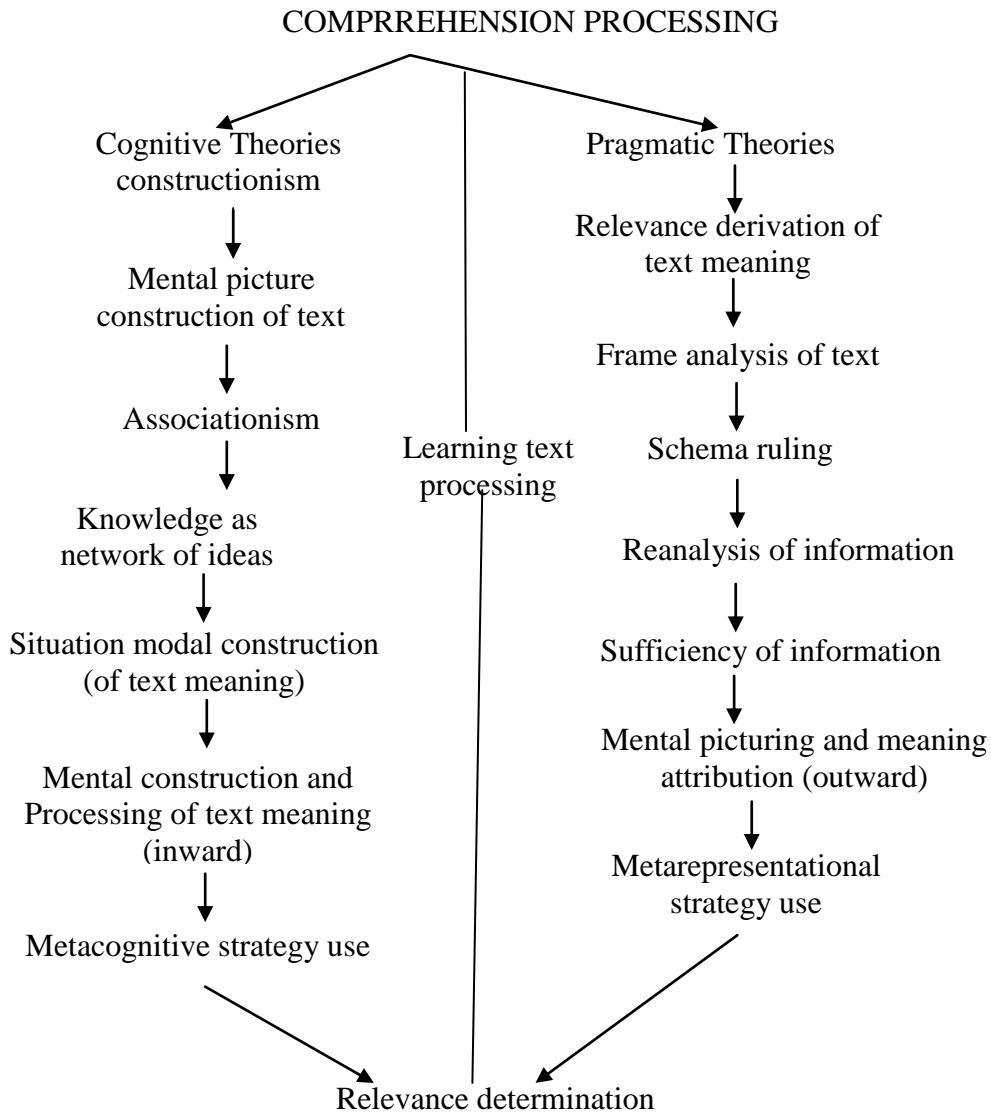 COMPRREHENSION PROCESSING
Cognitive Theories
constructionism
Mental picture
construction of text
Associationism
Knowledge as
network of ideas
Situation modal construction
(of text meaning)
Mental construction and
Processing of text meaning
(inward)
Metacognitive strategy use
Learning text
processing
Pragmatic Theories
Relevance derivation of
text meaning
Frame analysis of text
Schema ruling
Reanalysis of information
Sufficiency of information
Mental picturing and meaning
attribution (outward)
Metarepresentational
strategy use
Relevance determination